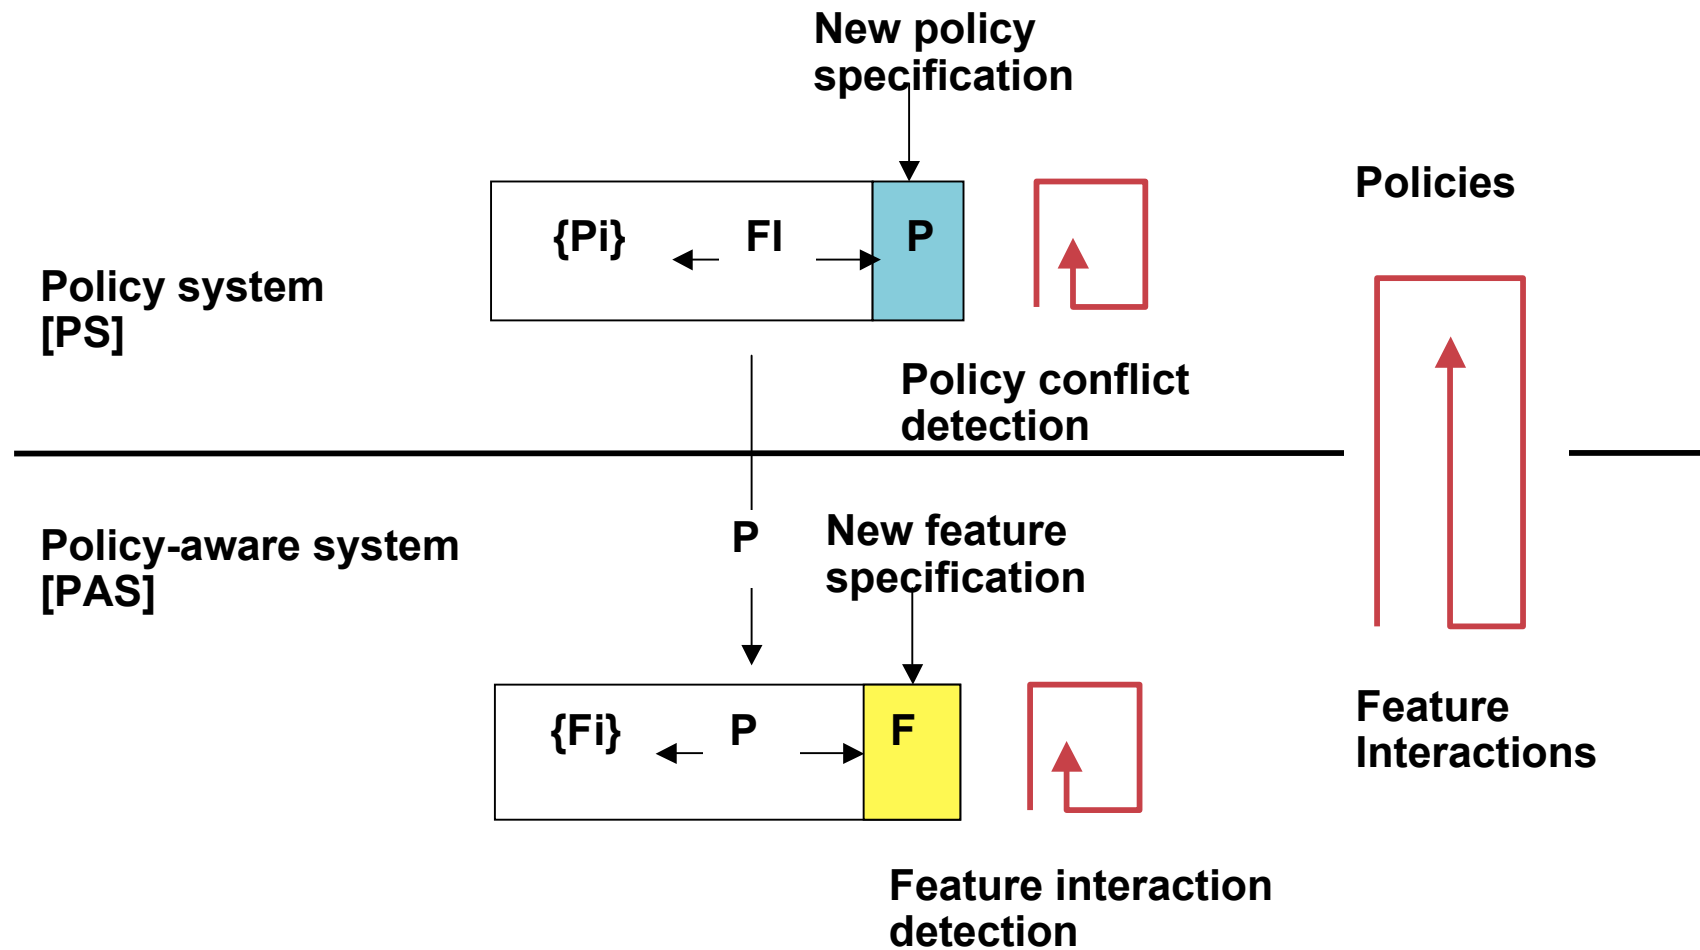 New policy
specification
Policies
{Pi} FI P
Policy system
[PS]
Policy conflict
detection
P
New feature
specification
Policy-aware system
[PAS]
{Fi} P F
Feature
Interactions
Feature interaction
detection